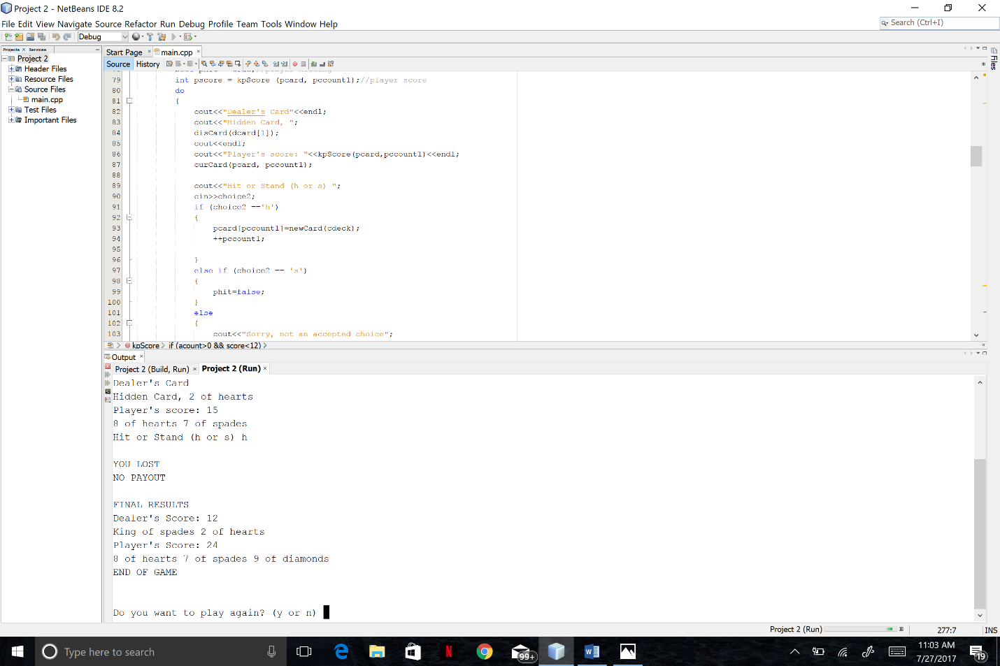 Project 2 - NetBeans IDE 8.2
File Edit View Navigate Source Refactor Run Debug Profile Team Tools Window Help
Search (Ctrl+I)
Debug
Projects × Services
Start Page × main.cpp ×
Project 2
Header Files
Resource Files
Source Files
main.cpp
Test Files
Important Files
Files
Source History
79 int pscore = kpScore (pcard, pccount1);//player score
80 do
81 {
82 cout<<"Dealer's Card"<<endl;
83 cout<<"Hidden Card, ";
84 disCard(dcard[1]);
85 cout<<endl;
86 cout<<"Player's score: "<<kpScore(pcard,pccount1)<<endl;
87 curCard(pcard, pccount1);
88
89 cout<<"Hit or Stand (h or s) ";
90 cin>>choice2;
91 if (choice2 =='h')
92 {
93 pcard[pccount1]=newCard(cdeck);
94 ++pccount1;
95
96 }
97 else if (choice2 == 's')
98 {
99 phit=false;
100 }
101 else
102 {
103 cout<<"Sorry, not an accepted choice";
kpScore > if (acount>0 && score<12) >
Output ×
Project 2 (Build, Run) × Project 2 (Run) ×
Dealer's Card
Hidden Card, 2 of hearts
Player's score: 15
8 of hearts 7 of spades
Hit or Stand (h or s) h
YOU LOST
NO PAYOUT
FINAL RESULTS
Dealer's Score: 12
King of spades 2 of hearts
Player's Score: 24
8 of hearts 7 of spades 9 of diamonds
END OF GAME
Do you want to play again? (y or n)
Project 2 (Run)
277:7
INS
Type here to search
99+
11:03 AM
7/27/2017
19